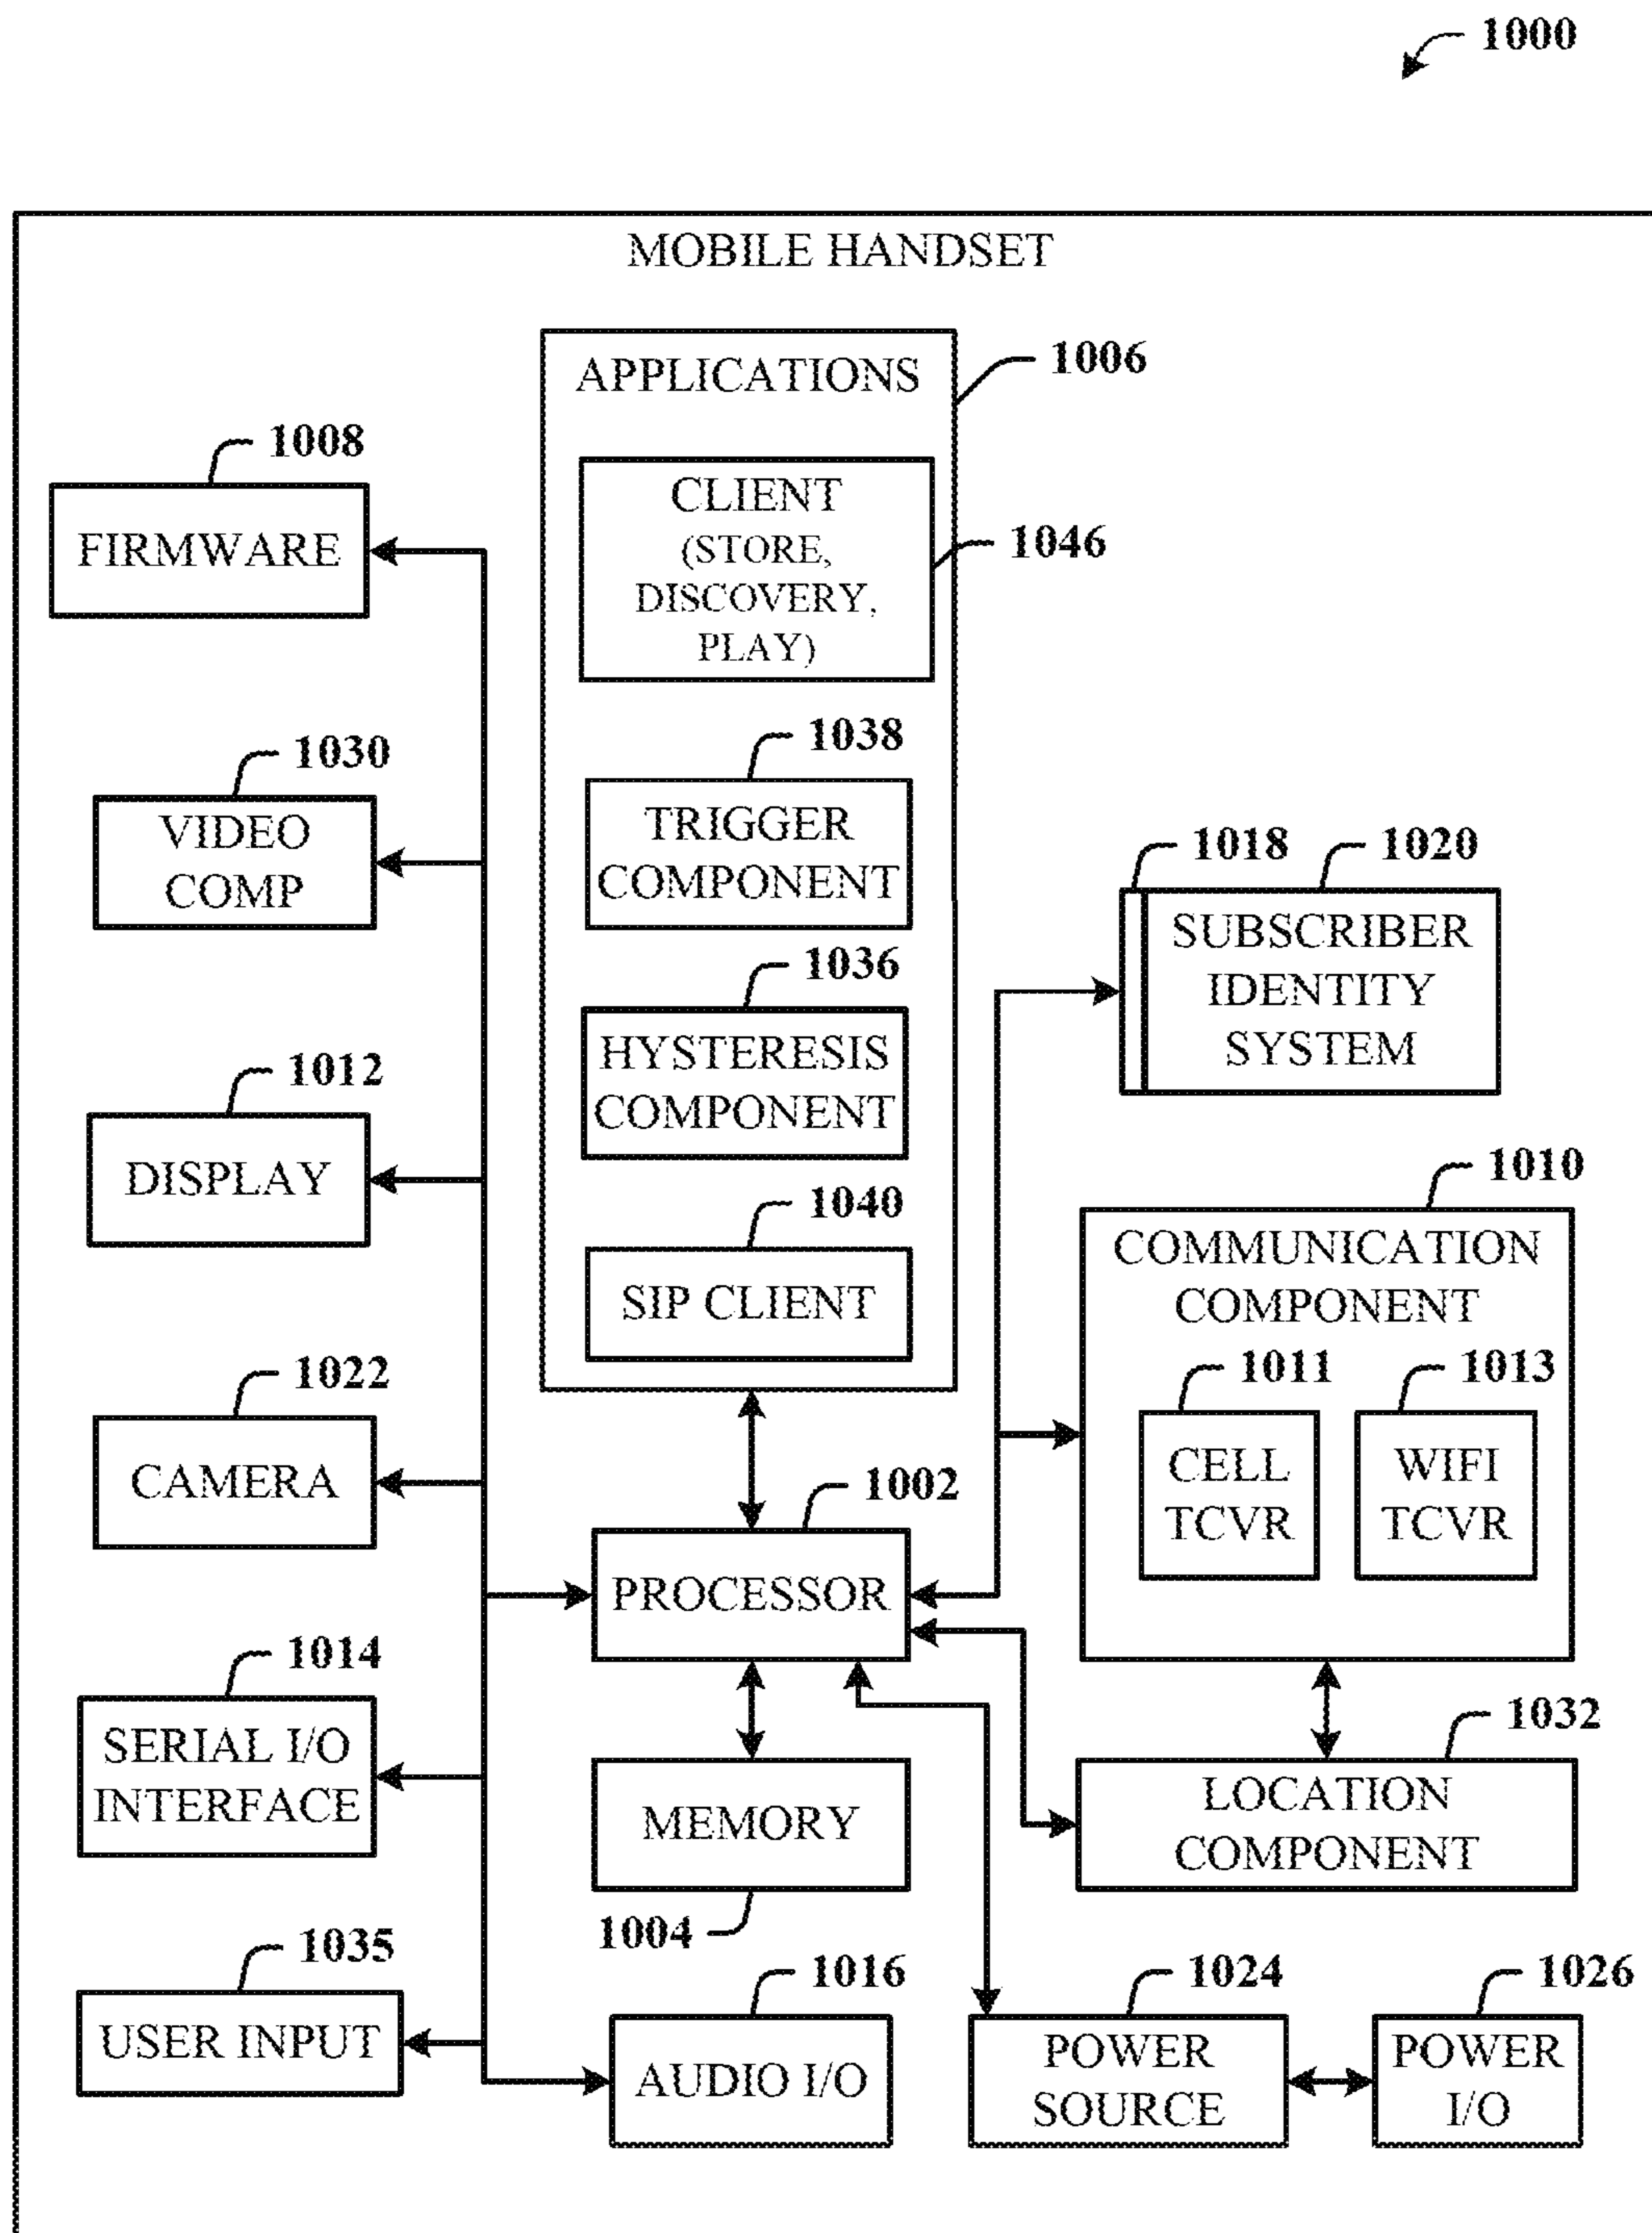 1000
MOBILE HANDSET
APPLICATIONS
1006
CLIENT
(STORE,
DISCOVERY,
PLAY)
1046
1038
TRIGGER
COMPONENT
1036
HYSTERESIS
COMPONENT
1040
SIP CLIENT
1008
FIRMWARE
1030
VIDEO
COMP
1012
DISPLAY
1022
CAMERA
1014
SERIAL I/O
INTERFACE
1035
USER INPUT
1018
1020
SUBSCRIBER
IDENTITY
SYSTEM
1010
COMMUNICATION
COMPONENT
1011
CELL
TCVR
1013
WIFI
TCVR
1002
PROCESSOR
MEMORY
1004
1032
LOCATION
COMPONENT
1016
AUDIO I/O
1024
POWER
SOURCE
1026
POWER
I/O